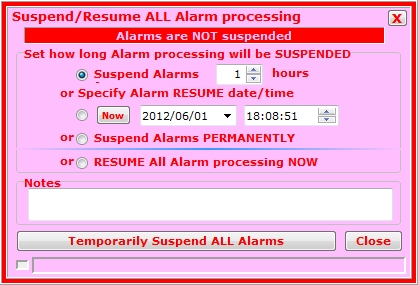 Suspend/Resume ALL Alarm processing X
Alarms are NOT suspended
Set how long Alarm processing will be SUSPENDED
Suspend Alarms 1 hours
or Specify Alarm RESUME date/time
Now 2012/06/01 18:08:51
or Suspend Alarms PERMANENTLY
or RESUME All Alarm processing NOW
Notes
Temporarily Suspend ALL Alarms Close